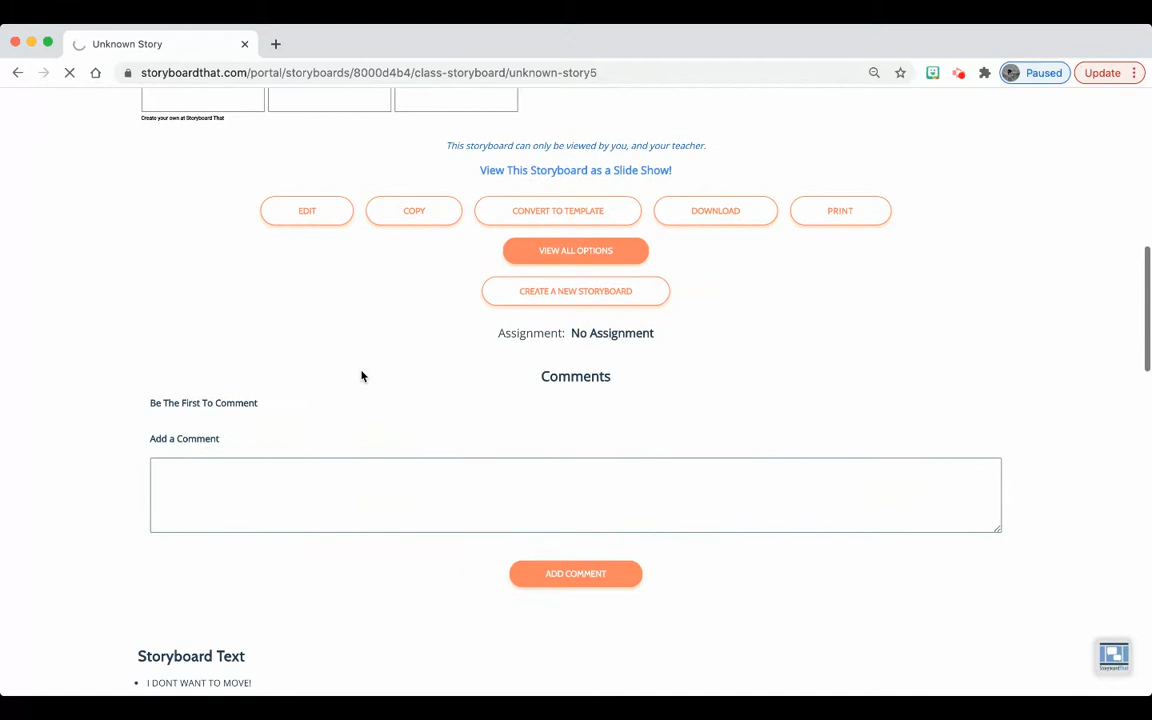 Unknown Story
storyboardthat.com/portal/storyboards/8000d4b4/class-storyboard/unknown-story5
Paused
Update
Create your own at Storyboard That
This storyboard can only be viewed by you, and your teacher.
View This Storyboard as a Slide Show!
EDIT
COPY
CONVERT TO TEMPLATE
DOWNLOAD
PRINT
VIEW ALL OPTIONS
CREATE A NEW STORYBOARD
Assignment: No Assignment
Comments
Be The First To Comment
Add a Comment
ADD COMMENT
Storyboard Text
StoryboardThat
• I DONT WANT TO MOVE!